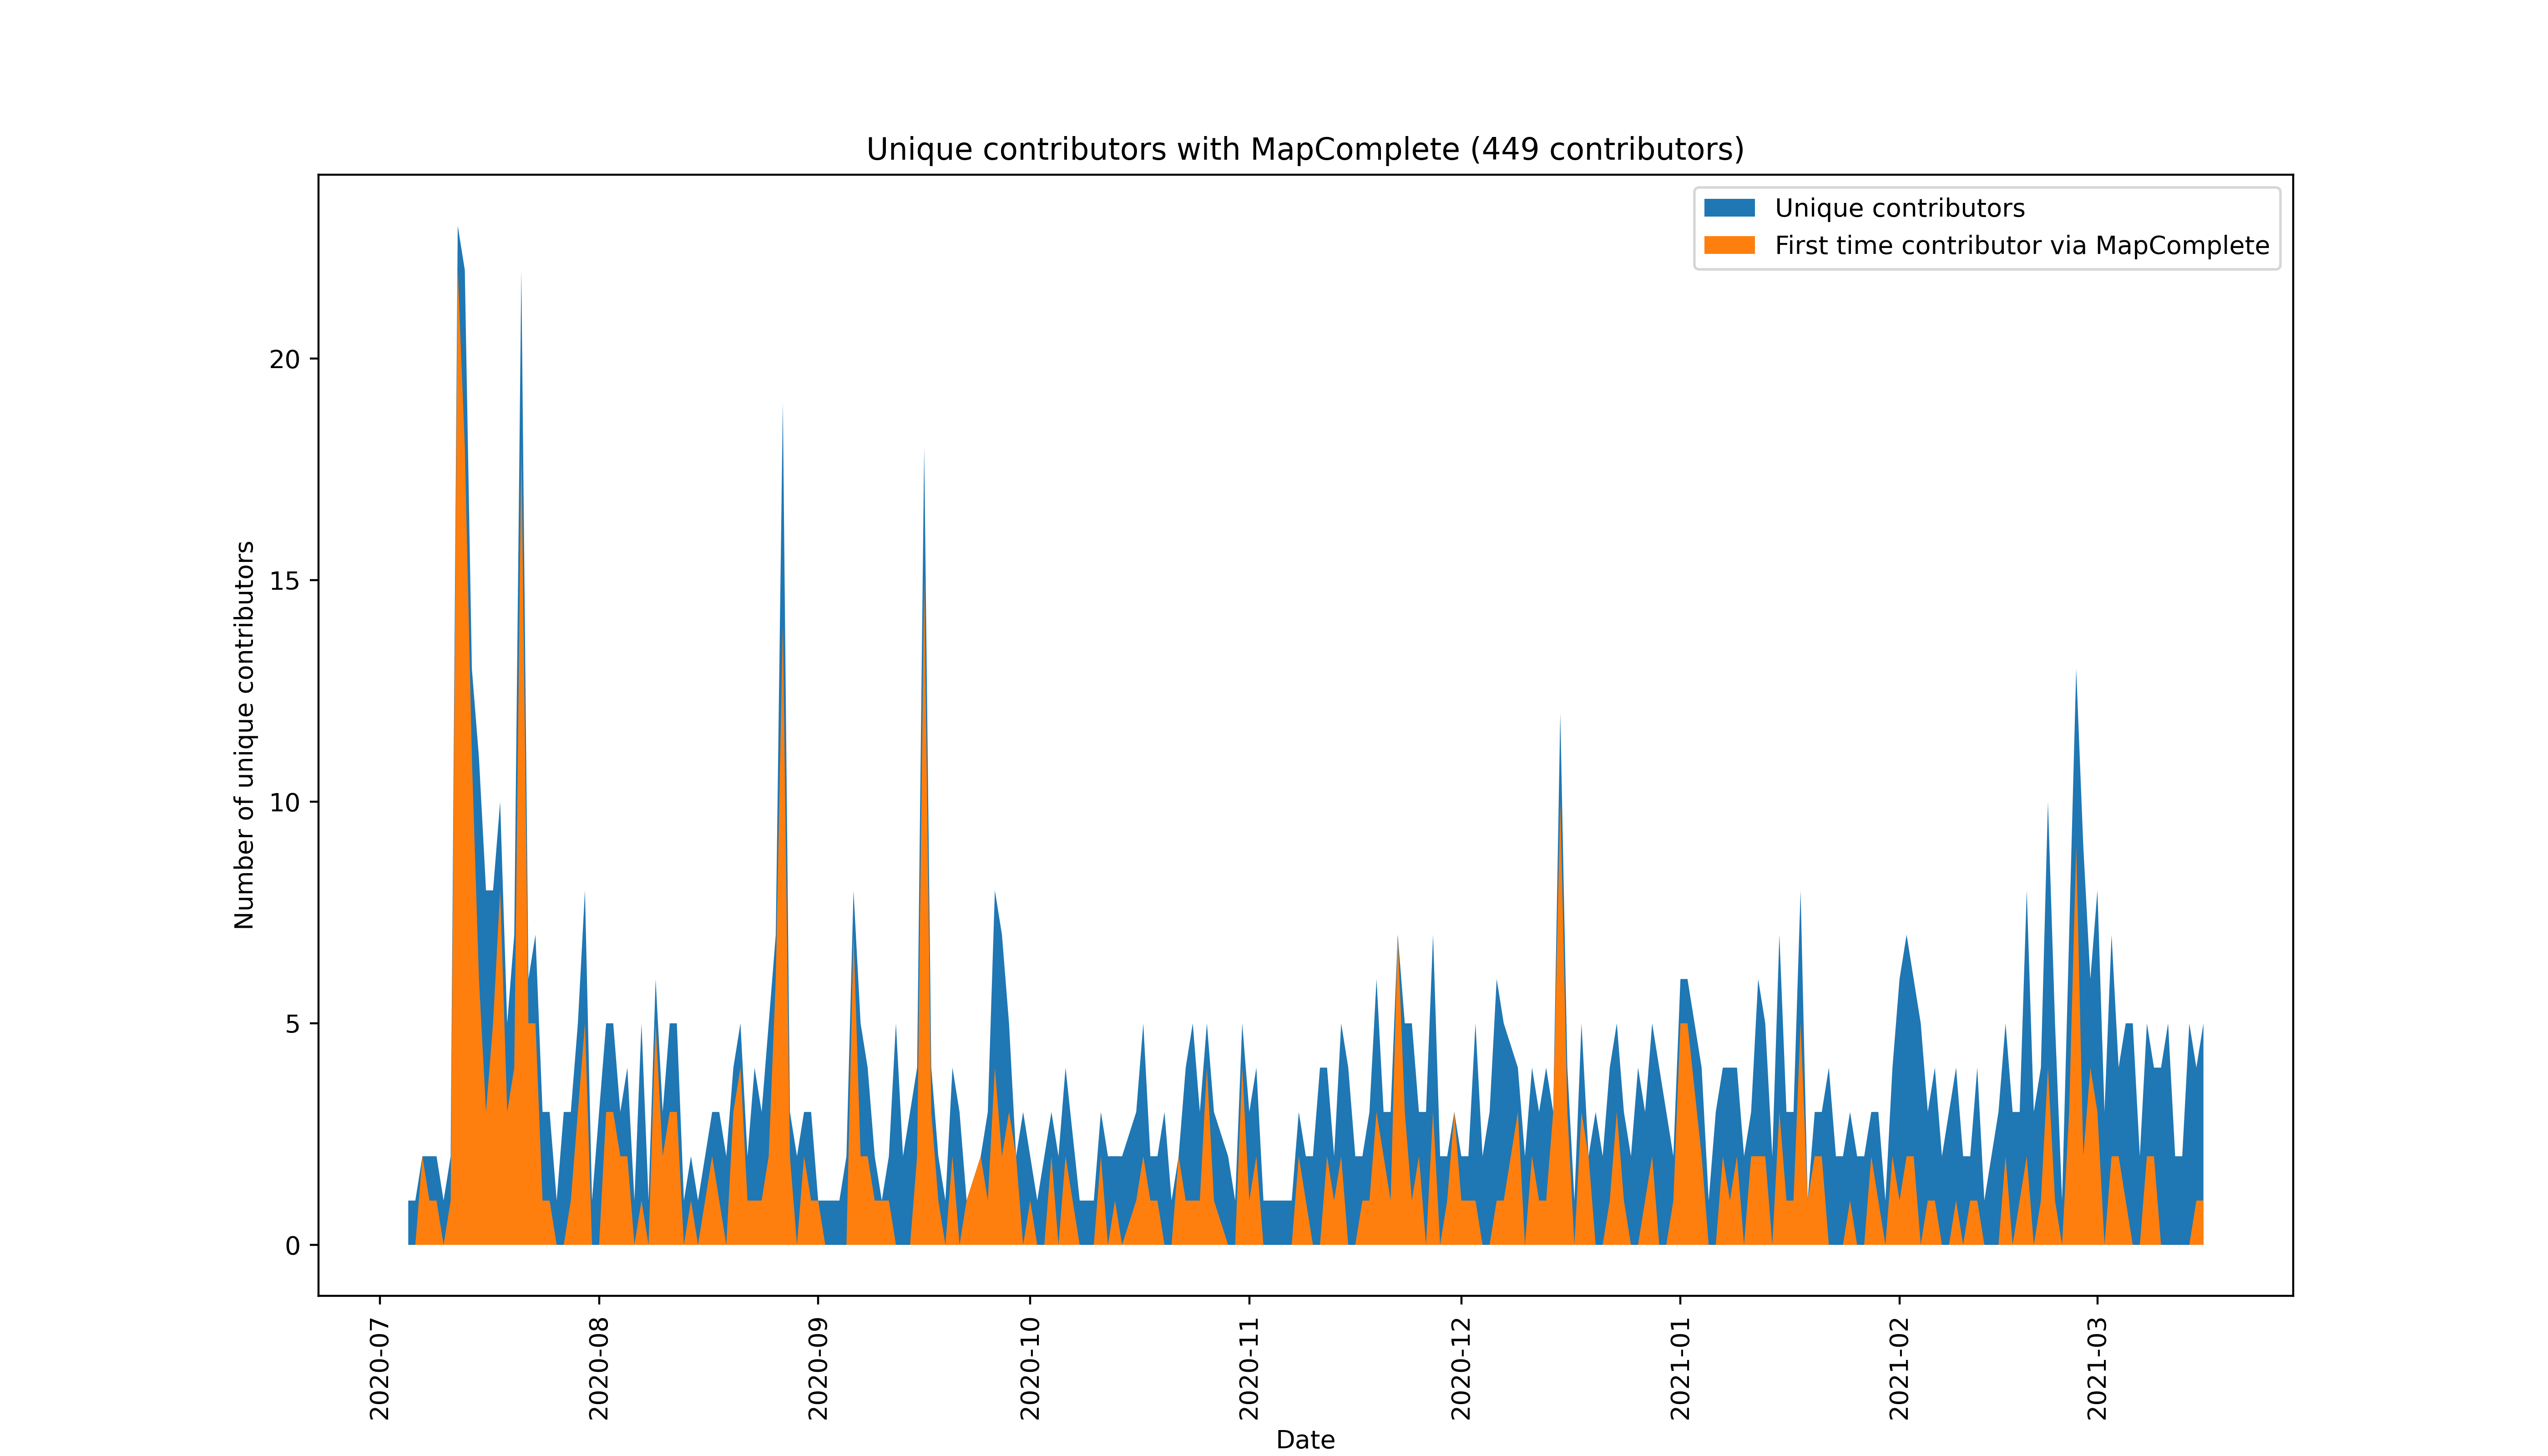 Unique contributors with MapComplete (449 contributors)
Unique contributors
First time contributor via MapComplete
Number of unique contributors
20
15
10
5
0
2020-07
2020-08
2020-09
2020-10
2020-11
2020-12
2021-01
2021-02
2021-03
Date